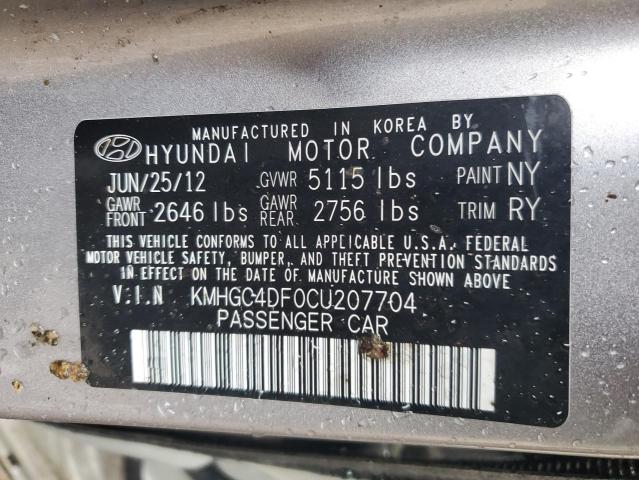 MANUFACTURED IN KOREA BY
HYUNDAI MOTOR COMPANY
JUN/25/12 GVWR 5115 lbs PAINT NY
GAWR FRONT 2646 lbs GAWR REAR 2756 lbs TRIM RY
THIS VEHICLE CONFORMS TO ALL APPLICABLE U.S.A. FEDERAL
MOTOR VEHICLE SAFETY, BUMPER, AND THEFT PREVENTION STANDARDS
IN EFFECT ON THE DATE OF MANUFACTURE SHOWN ABOVE
V.I.N KMHGC4DF0CU207704
PASSENGER CAR